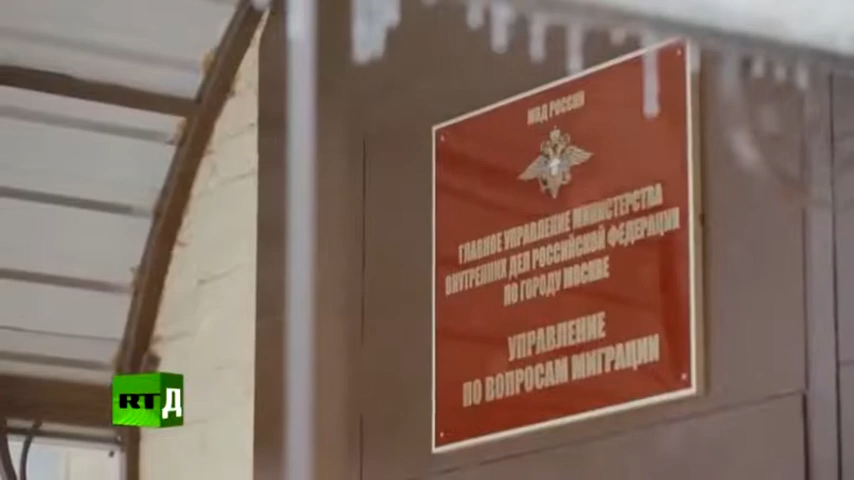 МВД РОССИИ
ГЛАВНОЕ УПРАВЛЕНИЕ МИНИСТЕРСТВА
ВНУТРЕННИХ ДЕЛ РОССИЙСКОЙ ФЕДЕРАЦИИ
ПО ГОРОДУ МОСКВЕ
УПРАВЛЕНИЕ
ПО ВОПРОСАМ МИГРАЦИИ
RTД